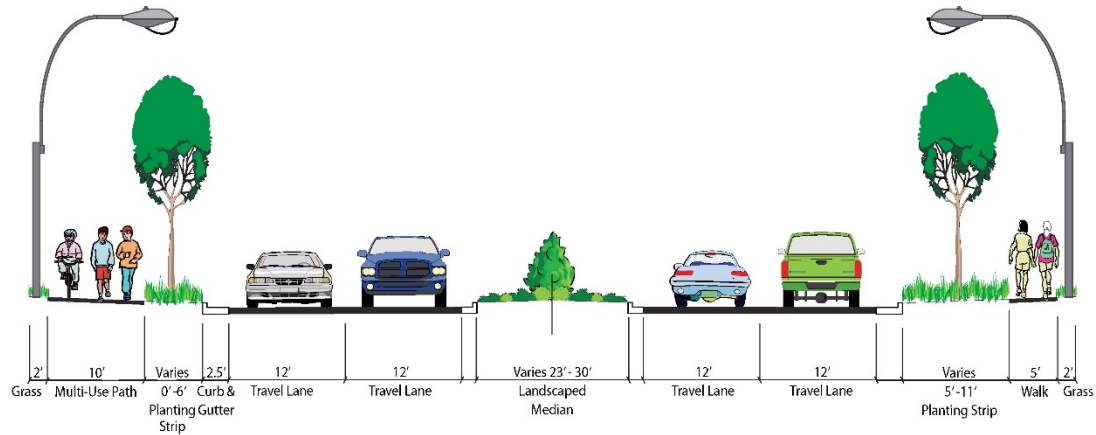 2' 10' Varies 2.5' 12' 12' Varies 23' - 30' 12' 12' Varies 5' 2'
Grass Multi-Use Path 0'-6' Curb & Travel Lane Travel Lane Landscaped Travel Lane Travel Lane 5'-11' Walk Grass
Planting Gutter Median Planting Strip
Strip